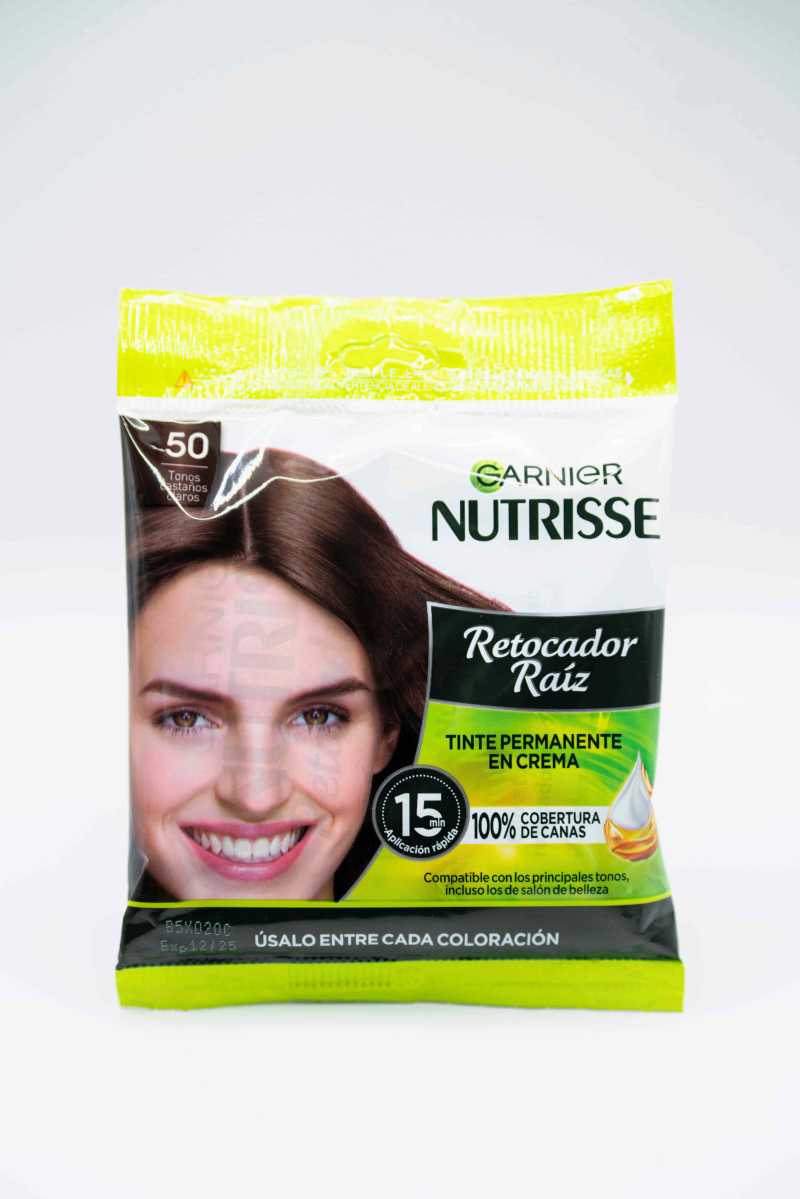 50
Tonos
castaños
claros
GARNIER
NUTRISSE
Retocador
Raíz
TINTE PERMANENTE
EN CREMA
15 min
Aplicación rápida
100% COBERTURA
DE CANAS
Compatible con los principales tonos,
incluso los de salón de belleza
B5X020C
Exp12/25
ÚSALO ENTRE CADA COLORACIÓN